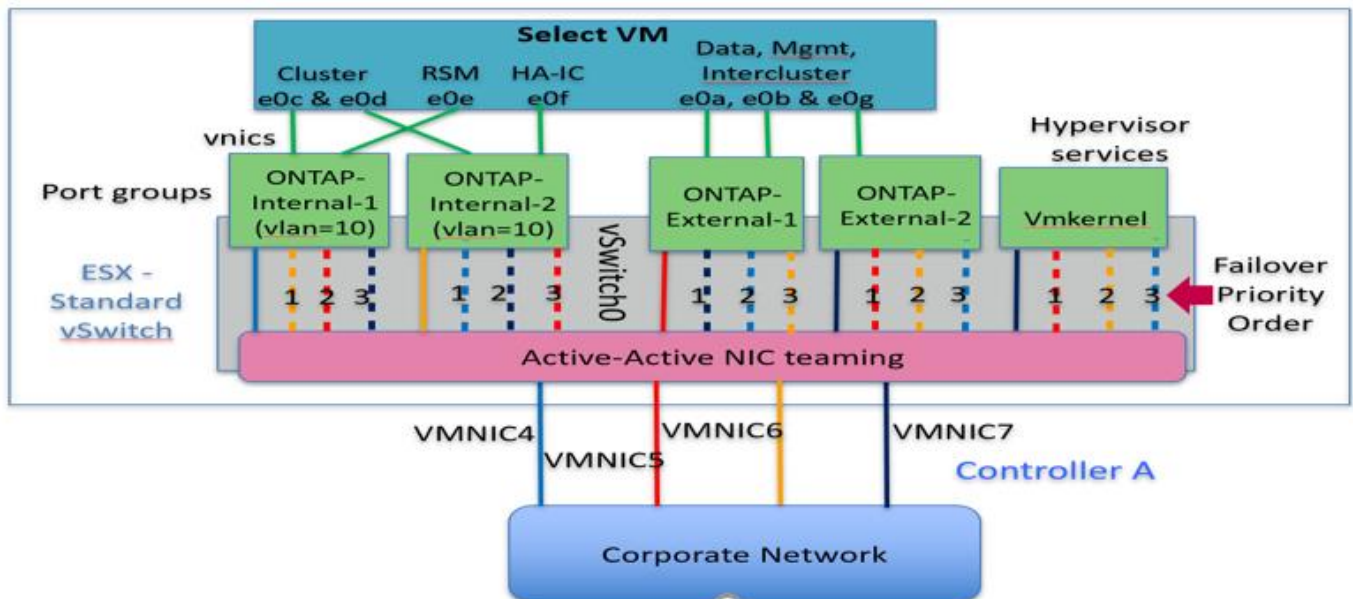 Select VM
Cluster
e0c & e0d
RSM
e0e
HA-IC
e0f
Data, Mgmt,
Intercluster
e0a, e0b & e0g
vnics
Hypervisor
services
Port groups
ONTAP-
Internal-1
(vlan=10)
ONTAP-
Internal-2
(vlan=10)
ONTAP-
External-1
ONTAP-
External-2
Vmkernel
ESX -
Standard
vSwitch
vSwitch0
1 2 3
1 2 3
1 2 3
1 2 3
1 2 3
Failover
Priority
Order
Active-Active NIC teaming
VMNIC4
VMNIC5
VMNIC6
VMNIC7
Controller A
Corporate Network